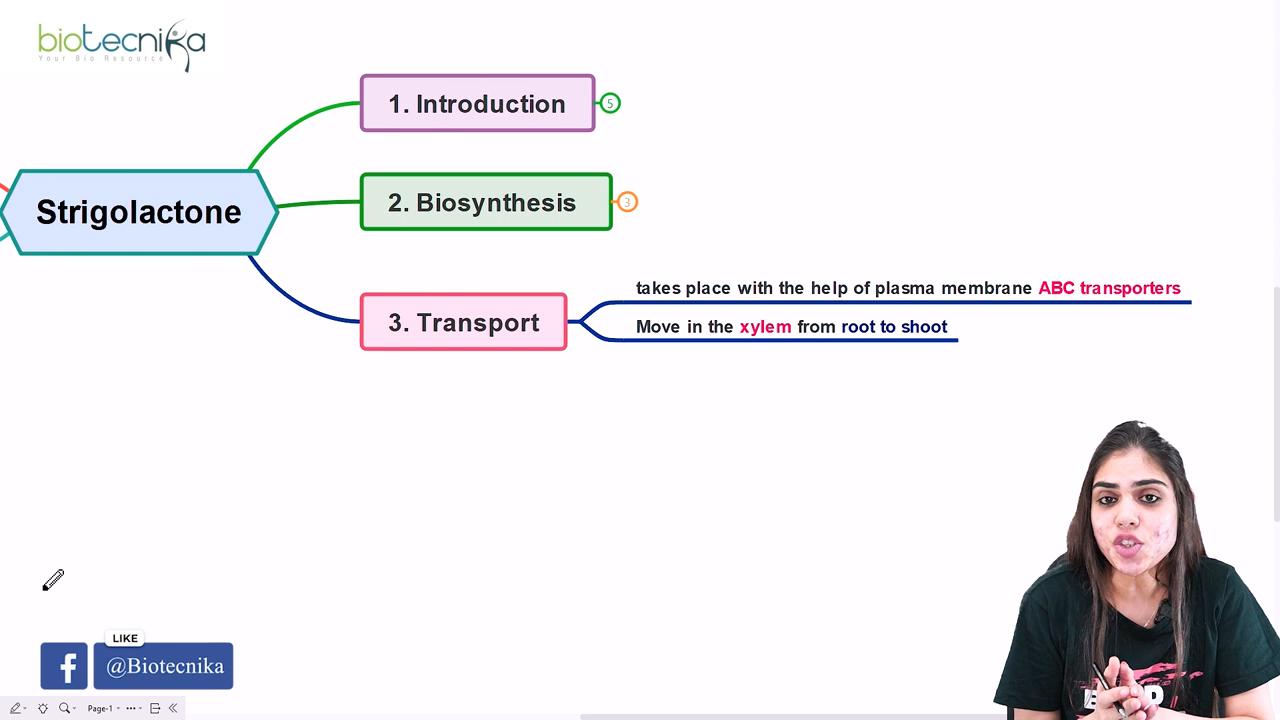 biotecnika
Your Bio Resource
1. Introduction
5
2. Biosynthesis
3
Strigolactone
takes place with the help of plasma membrane ABC transporters
3. Transport
Move in the xylem from root to shoot
LIKE
f
@Biotecnika
Page-1